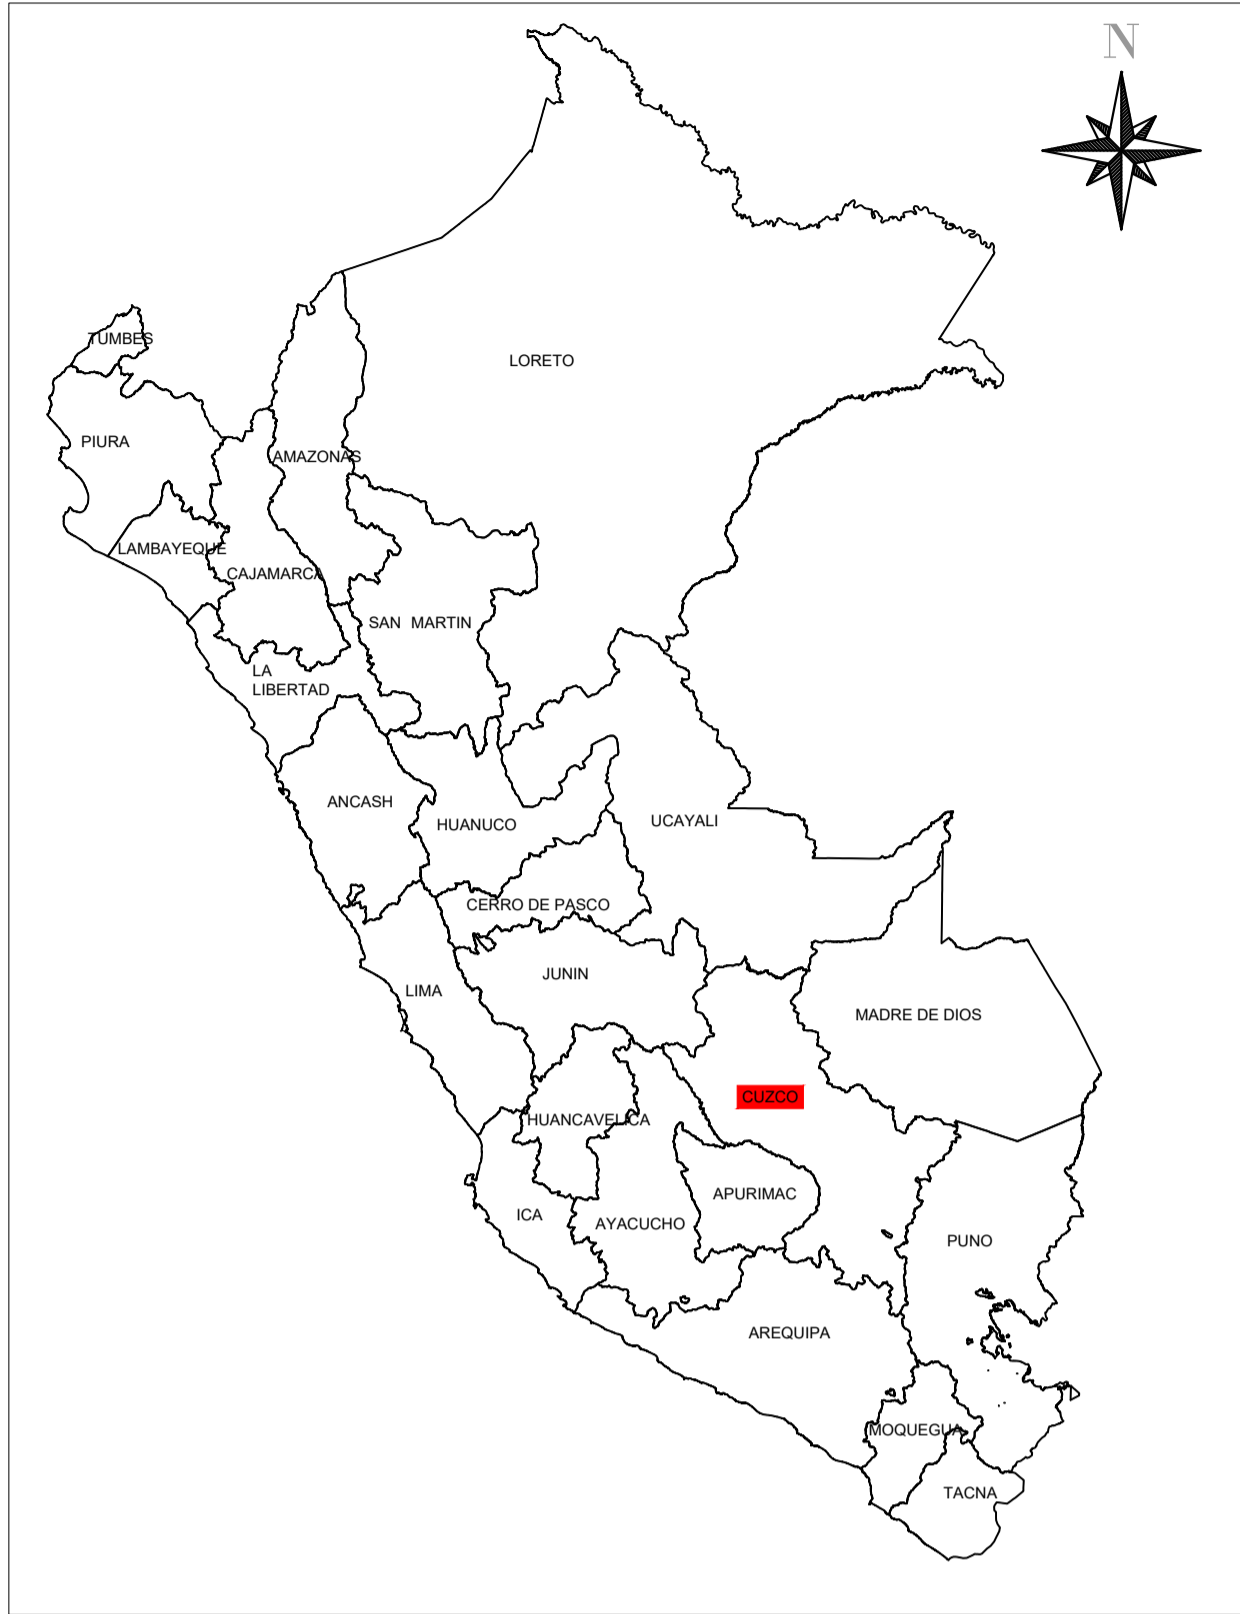 N
TUMBES
LORETO
PIURA
AMAZONAS
LAMBAYEQUE
CAJAMARCA
SAN MARTIN
LA
LIBERTAD
ANCASH
HUANUCO
UCAYALI
CERRO DE PASCO
JUNIN
LIMA
MADRE DE DIOS
CUZCO
HUANCAVELICA
APURIMAC
ICA
AYACUCHO
PUNO
AREQUIPA
MOQUEGUA
TACNA